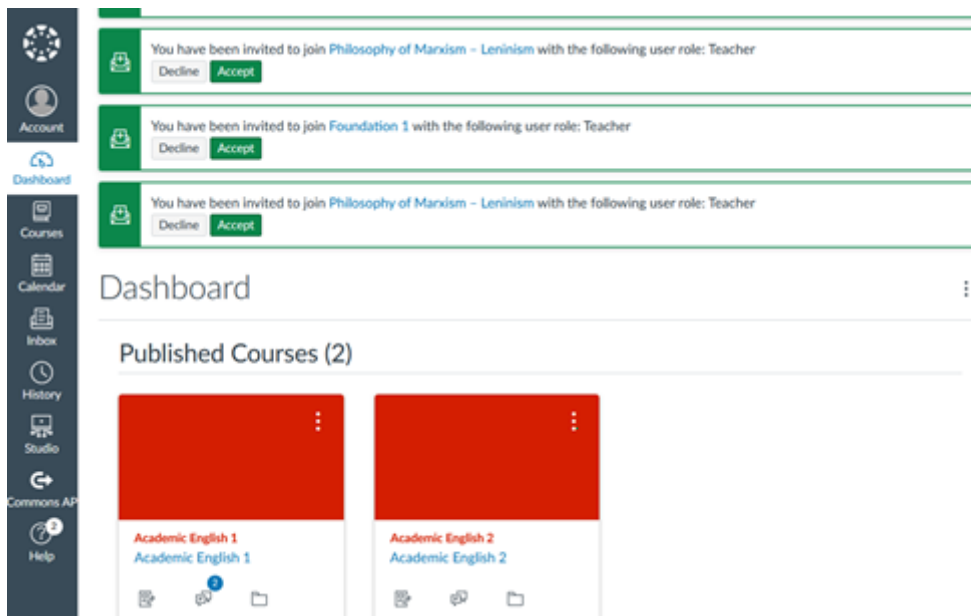 You have been invited to join Philosophy of Marxism – Leninism with the following user role: Teacher
Decline Accept
You have been invited to join Foundation 1 with the following user role: Teacher
Decline Accept
You have been invited to join Philosophy of Marxism – Leninism with the following user role: Teacher
Decline Accept
Account
Dashboard
Courses
Calendar
Inbox
History
Studio
Commons AP
2
Help
Dashboard
Published Courses (2)
Academic English 1
Academic English 1
2
Academic English 2
Academic English 2